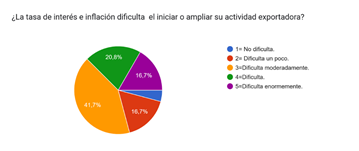 ¿La tasa de interés e inflación dificulta el iniciar o ampliar su actividad exportadora?
20,8%
16,7%
41,7%
16,7%
1= No dificulta.
2= Dificulta un poco.
3=Dificulta moderadamente.
4=Dificulta.
5=Dificulta enormemente.